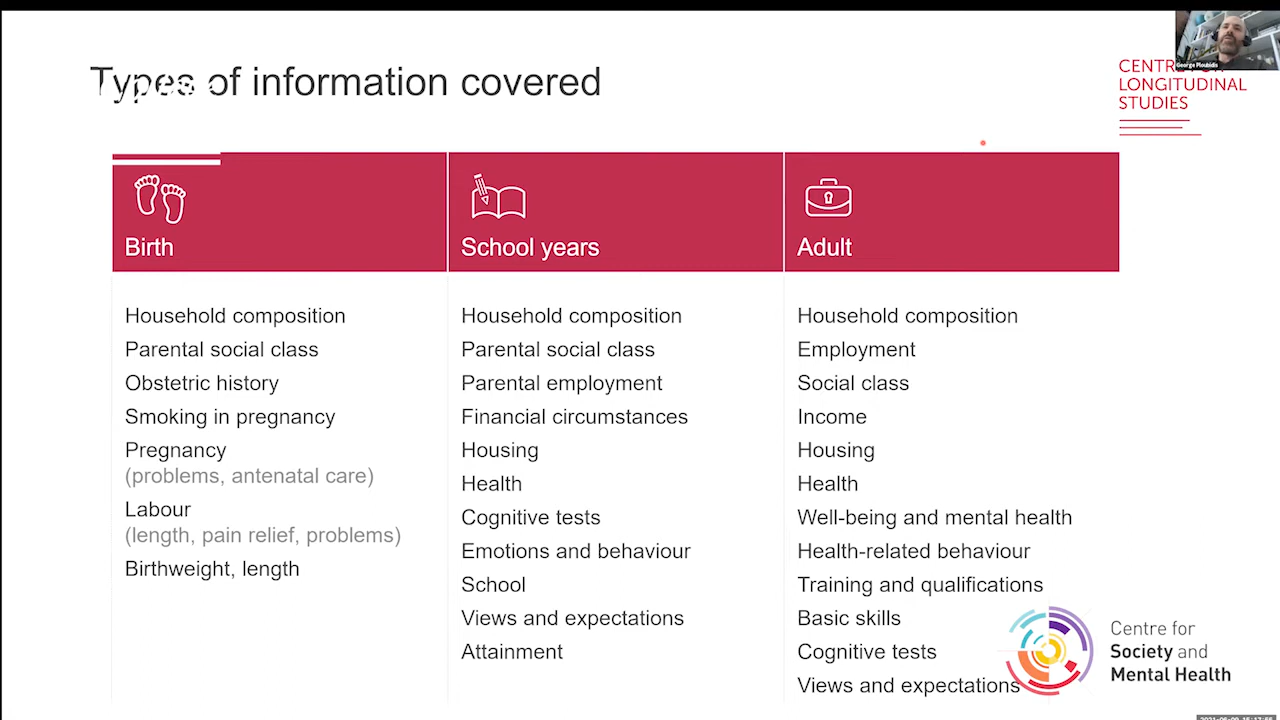 Types of information covered
George Ploubidis
CENTRE FOR
LONGITUDINAL
STUDIES
Birth
Household composition
Parental social class
Obstetric history
Smoking in pregnancy
Pregnancy
(problems, antenatal care)
Labour
(length, pain relief, problems)
Birthweight, length
School years
Household composition
Parental social class
Parental employment
Financial circumstances
Housing
Health
Cognitive tests
Emotions and behaviour
School
Views and expectations
Attainment
Adult
Household composition
Employment
Social class
Income
Housing
Health
Well-being and mental health
Health-related behaviour
Training and qualifications
Basic skills
Cognitive tests
Views and expectations
Centre for
Society and
Mental Health